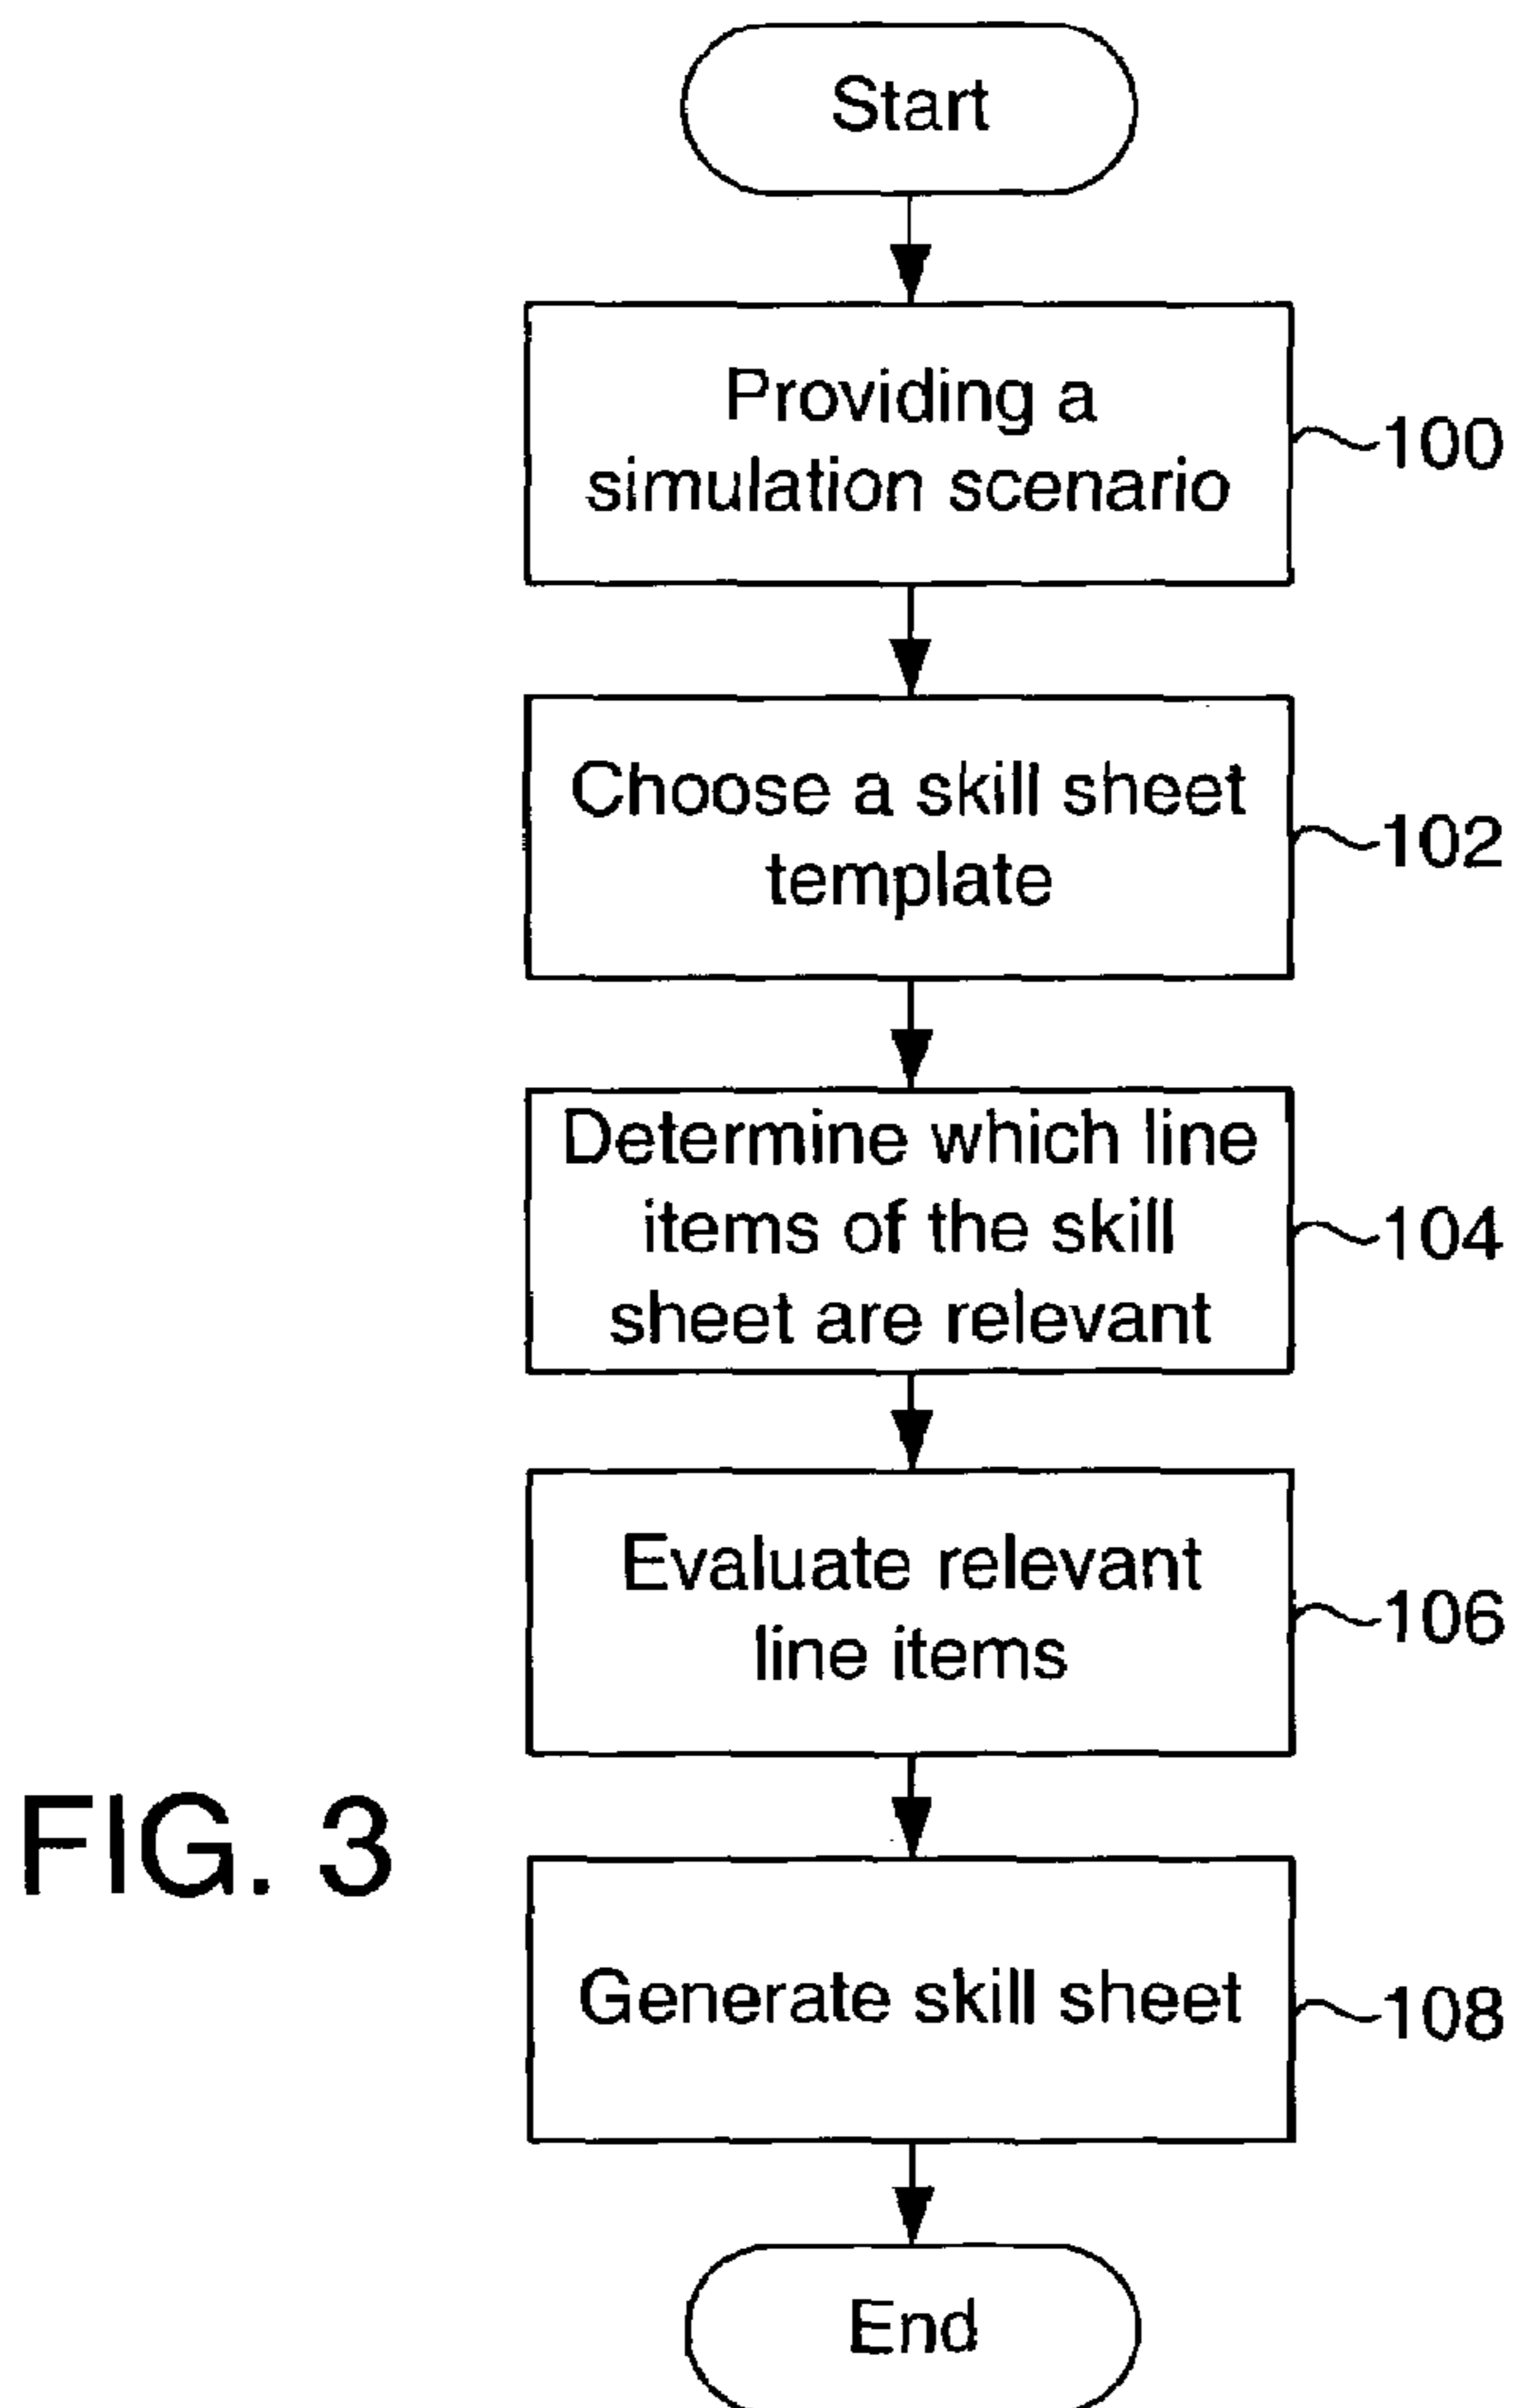 Start
Providing a
simulation scenario
100
Choose a skill sheet
template
102
Determine which line
items of the skill
sheet are relevant
104
Evaluate relevant
line items
106
FIG. 3
Generate skill sheet
108
End